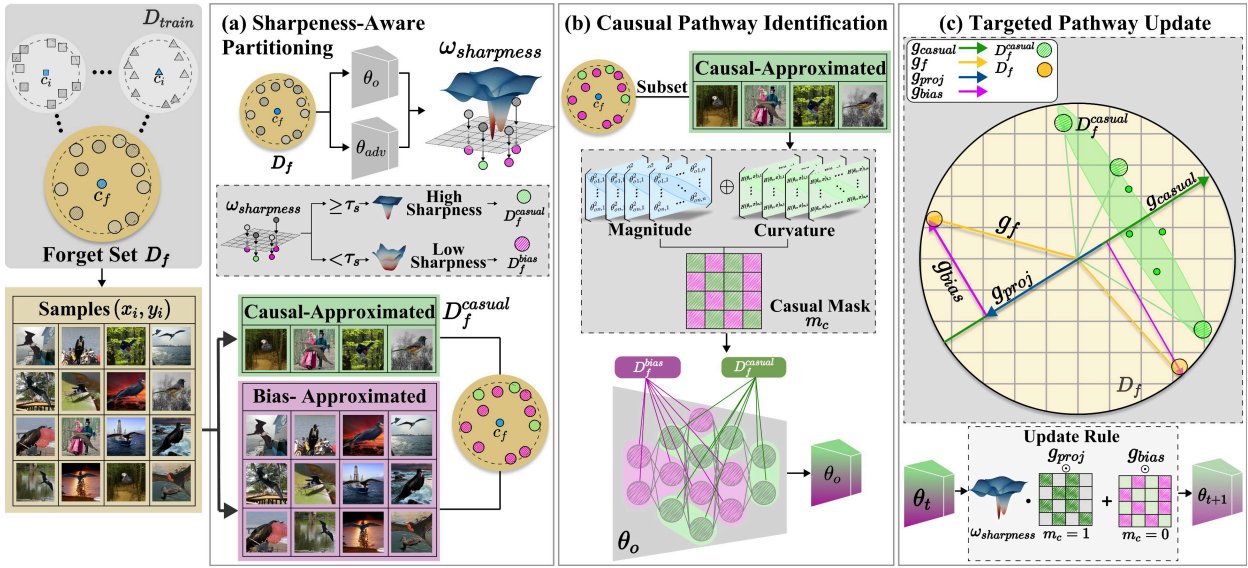 D_train
c_i
...
c_i
c_f
Forget Set D_f
Samples (x_i, y_i)
(a) Sharpeness-Aware
Partitioning
ω_sharpness
θ_o
c_f
θ_adv
D_f
ω_sharpness
≥ τ_s
High
Sharpness
D_f^casual
< τ_s
Low
Sharpness
D_f^bias
Causal-Approximated
D_f^casual
Bias- Approximated
c_f
(b) Causual Pathway Identification
c_f
Subset
Causal-Approximated
⊕
Magnitude
Curvature
Casual Mask
m_c
D_f^bias
D_f^casual
θ_o
θ_o
(c) Targeted Pathway Update
g_casual
D_f^casual
g_f
D_f
g_proj
g_bias
D_f^casual
g_casual
g_f
g_bias
g_proj
D_f
Update Rule
g_proj
g_bias
⊙
⊙
θ_t
·
+
θ_t+1
ω_sharpness
m_c = 1
m_c = 0